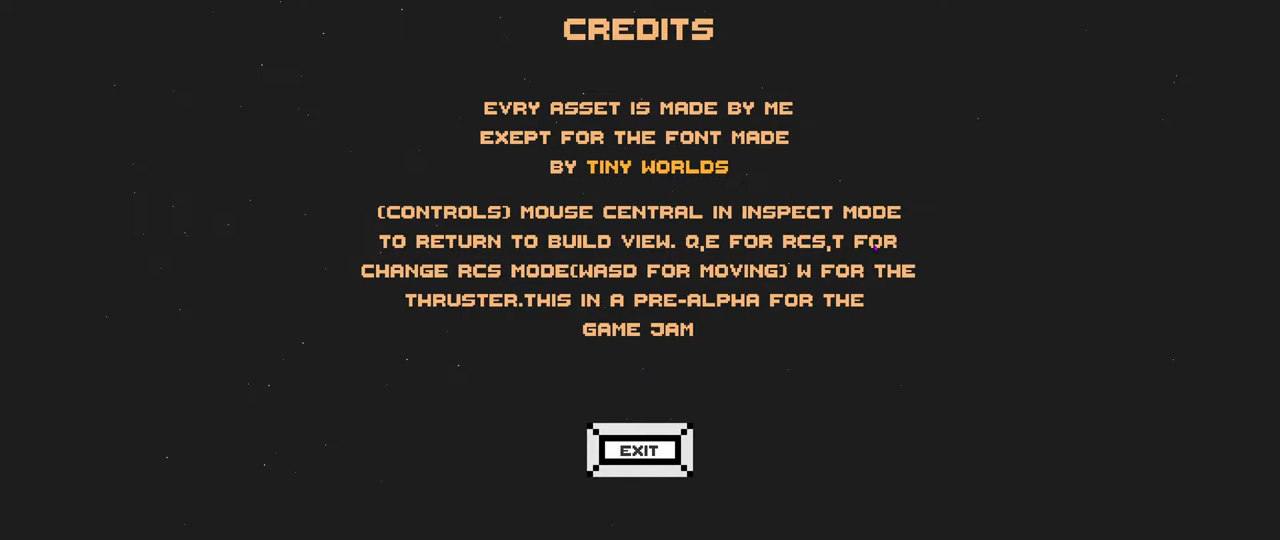 CREDITS
EVRY ASSET IS MADE BY ME
EXEPT FOR THE FONT MADE
BY TINY WORLDS
(CONTROLS) MOUSE CENTRAL IN INSPECT MODE
TO RETURN TO BUILD VIEW. Q,E FOR RCS,T FOR
CHANGE RCS MODE(WASD FOR MOVING) W FOR THE
THRUSTER.THIS IN A PRE-ALPHA FOR THE
GAME JAM
EXIT